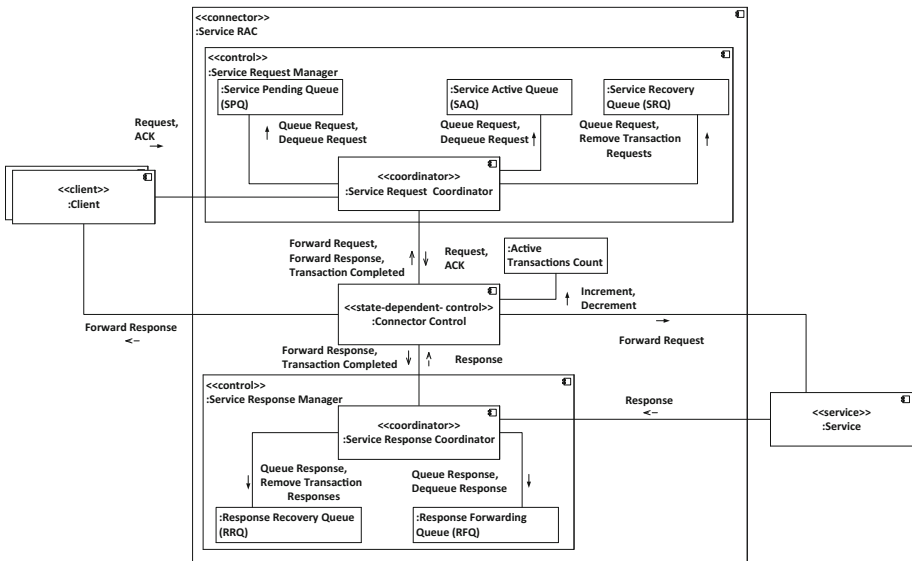 <<connector>>
:Service RAC
<<control>>
:Service Request Manager
:Service Pending Queue
(SPQ)
:Service Active Queue
(SAQ)
:Service Recovery
Queue (SRQ)
Request,
ACK
Queue Request,
Dequeue Request
Queue Request,
Dequeue Request
Queue Request,
Remove Transaction
Requests
<<client>>
:Client
<<coordinator>>
:Service Request  Coordinator
Forward Request,
Forward Response,
Transaction Completed
Request,
ACK
:Active
Transactions Count
<<state-dependent- control>>
:Connector Control
Increment,
Decrement
Forward Response
Forward Request
Forward Response,
Transaction Completed
Response
<<control>>
:Service Response Manager
<<coordinator>>
:Service Response Coordinator
Response
<<service>>
:Service
Queue Response,
Remove Transaction
Responses
Queue Response,
Dequeue Response
:Response Recovery Queue
(RRQ)
:Response Forwarding
Queue (RFQ)